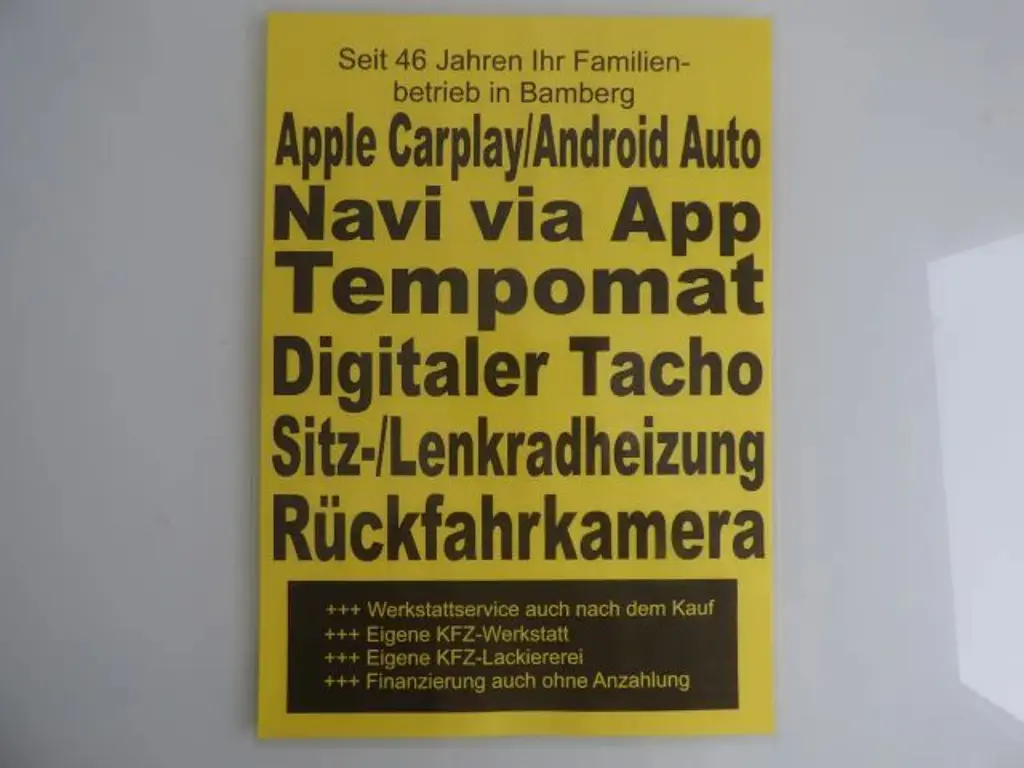 Seit 46 Jahren Ihr Familien-
betrieb in Bamberg
Apple Carplay/Android Auto
Navi via App
Tempomat
Digitaler Tacho
Sitz-/Lenkradheizung
Rückfahrkamera
+++ Werkstattservice auch nach dem Kauf
+++ Eigene KFZ-Werkstatt
+++ Eigene KFZ-Lackiererei
+++ Finanzierung auch ohne Anzahlung